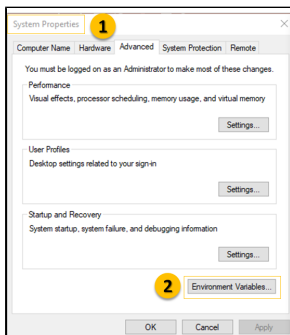 System Properties
1
Computer Name Hardware Advanced System Protection Remote
You must be logged on as an Administrator to make most of these changes.
Performance
Visual effects, processor scheduling, memory usage, and virtual memory
Settings...
User Profiles
Desktop settings related to your sign-in
Settings...
Startup and Recovery
System startup, system failure, and debugging information
Settings...
2
Environment Variables...
OK Cancel Apply